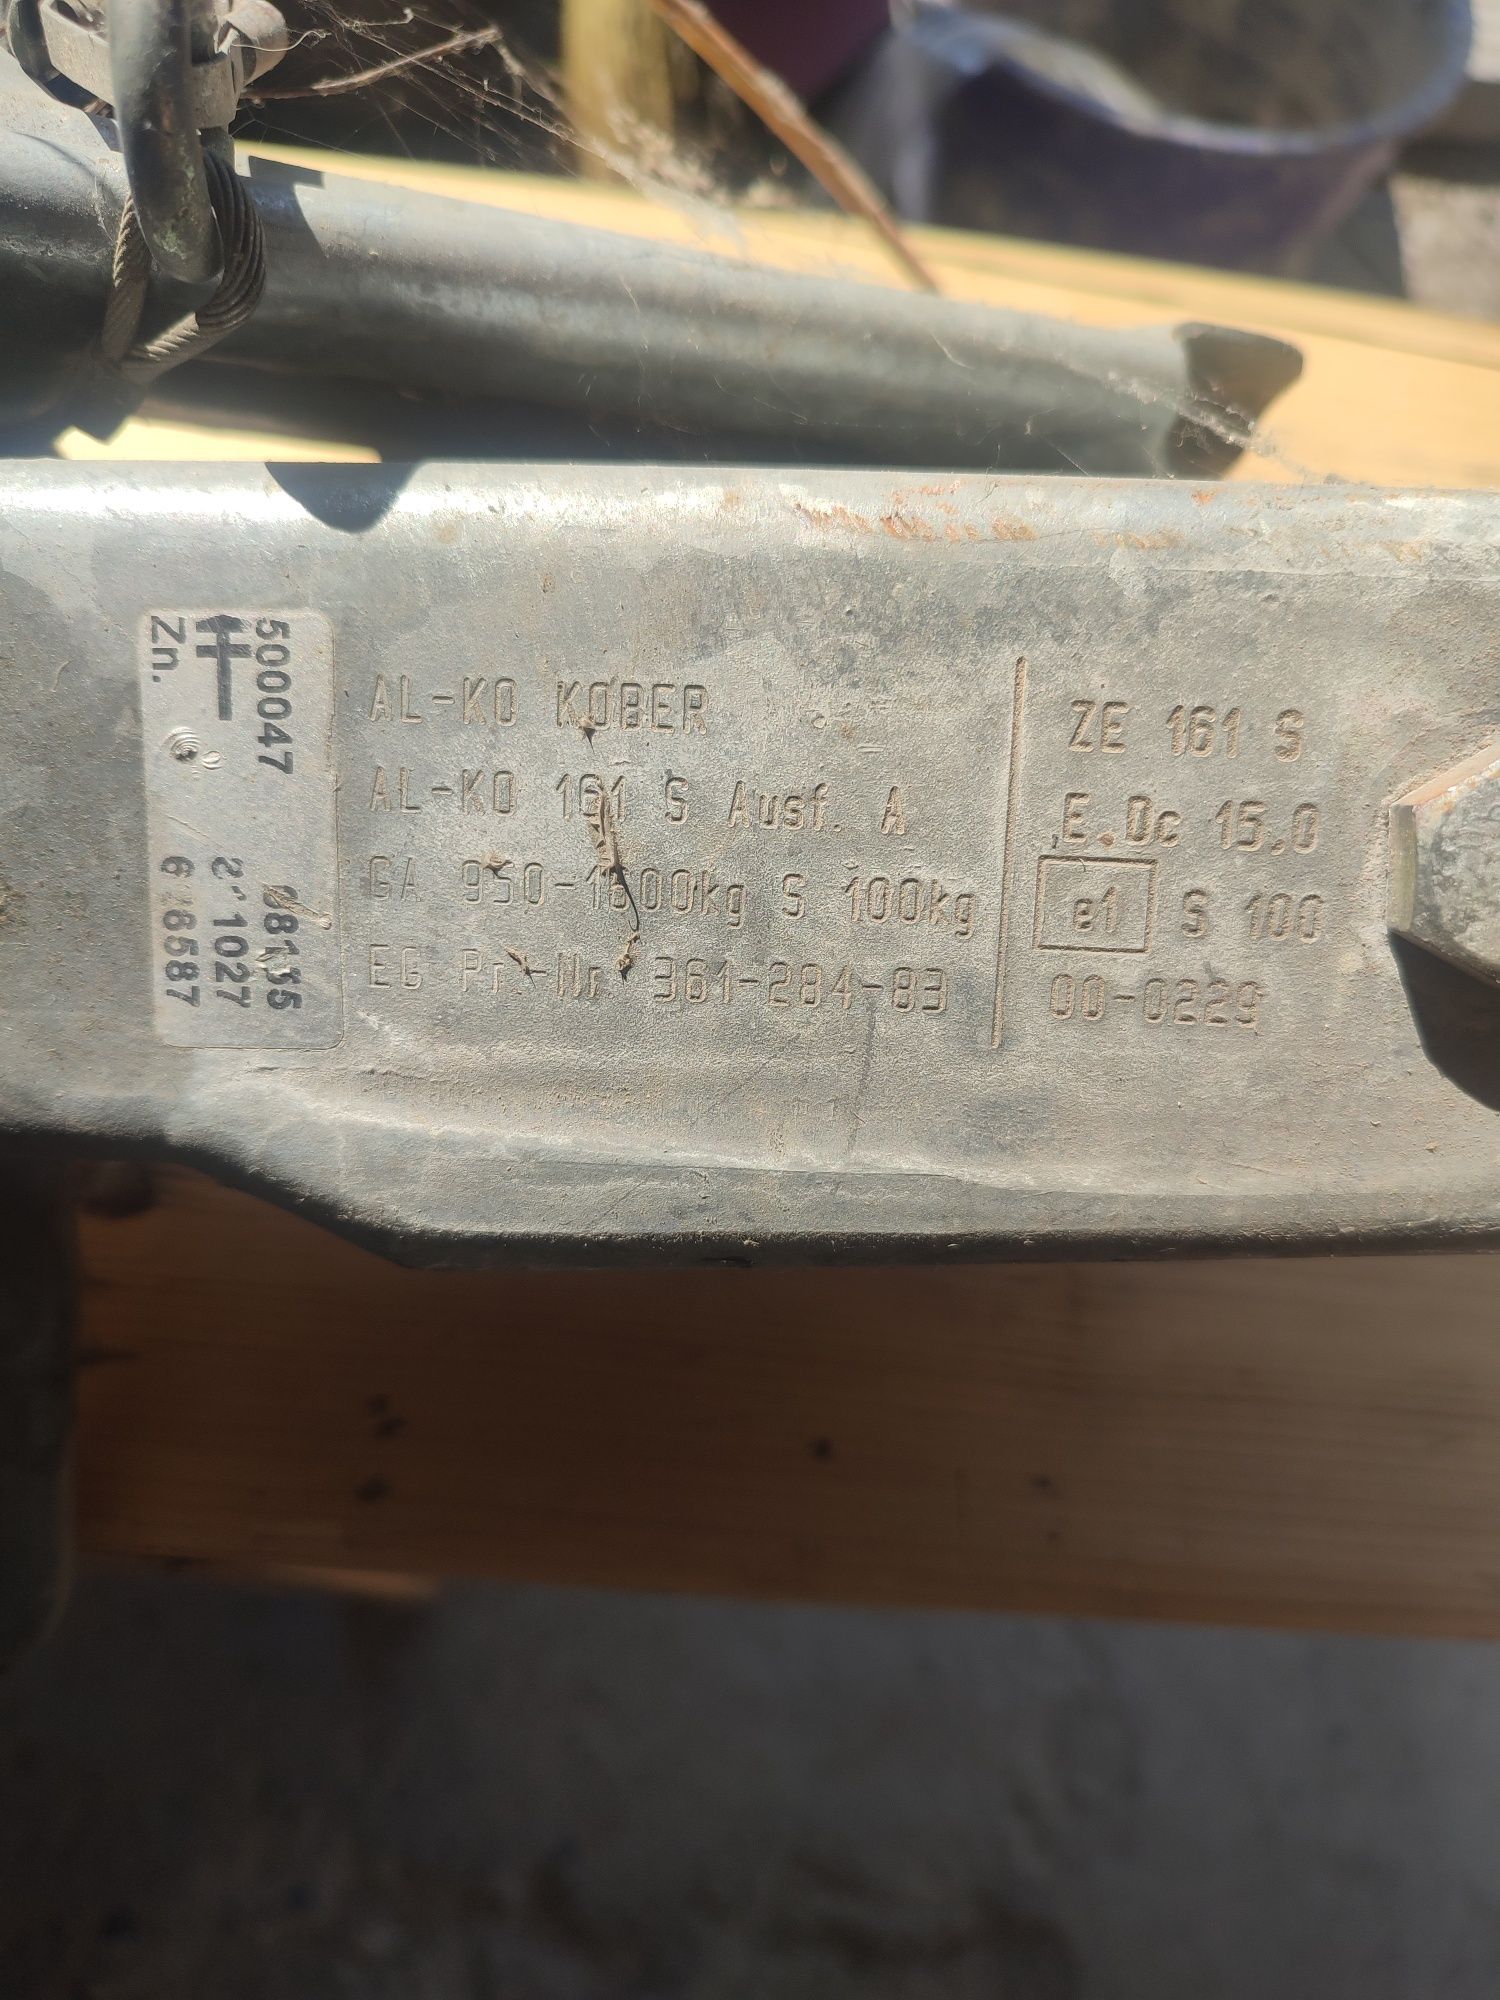 AL-KO KOBER
AL-KO 161 S Ausf. A
GA 950-1600kg S 100kg
EG Pr.-Nr. 361-284-83
ZE 161 S
E.Dc 15.0
e1 S 100
00-0229
500047
Zn.
1027